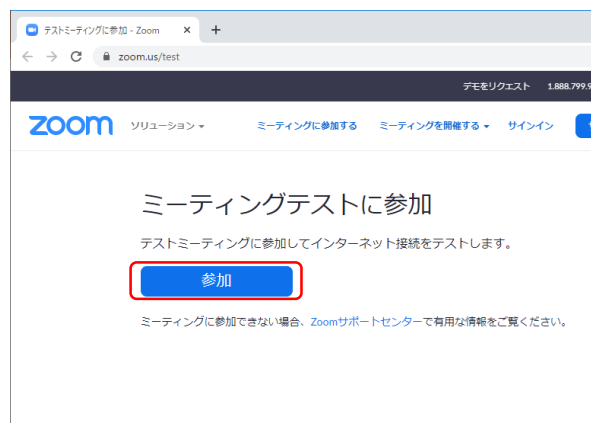 テストミーティングに参加 - Zoom
zoom.us/test
デモをリクエスト 1.888.799.9
zoom ソリューション ミーティングに参加する ミーティングを開催する サインイン
ミーティングテストに参加
テストミーティングに参加してインターネット接続をテストします。
参加
ミーティングに参加できない場合、Zoomサポートセンターで有用な情報をご覧ください。